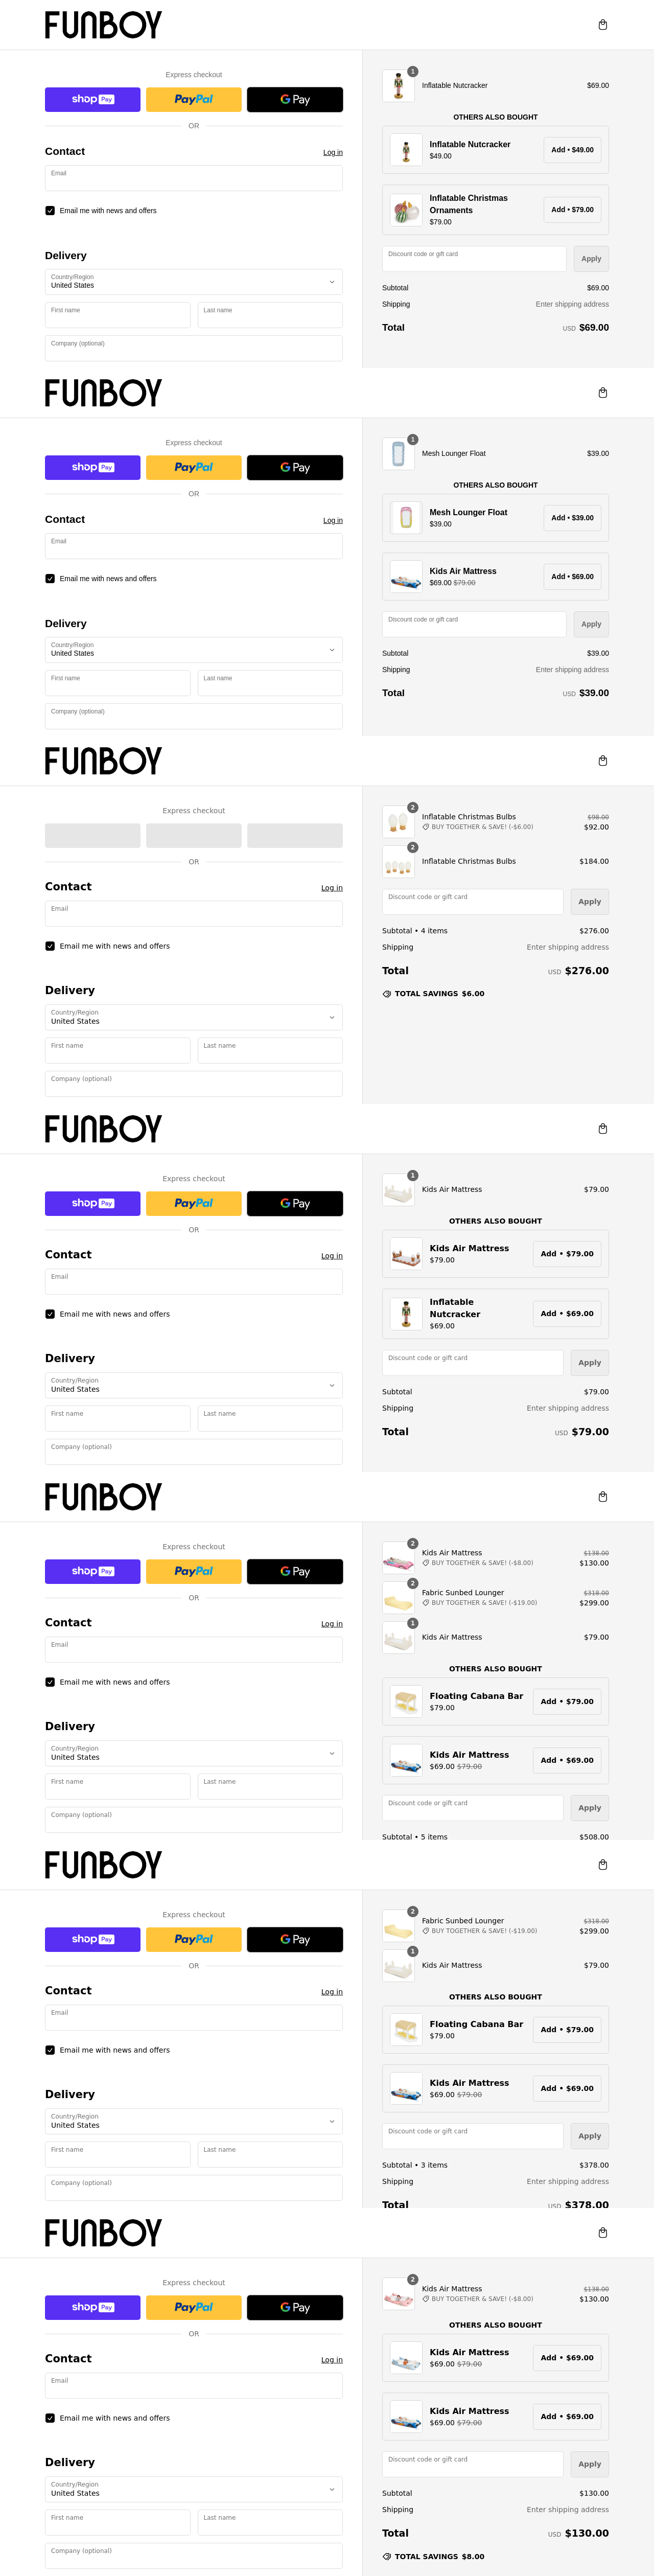 FUNBOY
Express checkout
shop Pay
PayPal
G Pay
OR
Contact
Log in
Email
Email me with news and offers
Delivery
Country/Region
United States
First name
Last name
Company (optional)
1
Inflatable Nutcracker
$69.00
OTHERS ALSO BOUGHT
Inflatable Nutcracker
$49.00
Add • $49.00
Inflatable Christmas
Ornaments
$79.00
Add • $79.00
Discount code or gift card
Apply
Subtotal
$69.00
Shipping
Enter shipping address
Total
USD $69.00
FUNBOY
Express checkout
shop Pay
PayPal
G Pay
OR
Contact
Log in
Email
Email me with news and offers
Delivery
Country/Region
United States
First name
Last name
Company (optional)
1
Mesh Lounger Float
$39.00
OTHERS ALSO BOUGHT
Mesh Lounger Float
$39.00
Add • $39.00
Kids Air Mattress
$69.00 $79.00
Add • $69.00
Discount code or gift card
Apply
Subtotal
$39.00
Shipping
Enter shipping address
Total
USD $39.00
FUNBOY
Express checkout
OR
Contact
Log in
Email
Email me with news and offers
Delivery
Country/Region
United States
First name
Last name
Company (optional)
2
Inflatable Christmas Bulbs
$98.00
BUY TOGETHER & SAVE! (-$6.00)
$92.00
2
Inflatable Christmas Bulbs
$184.00
Discount code or gift card
Apply
Subtotal • 4 items
$276.00
Shipping
Enter shipping address
Total
USD $276.00
TOTAL SAVINGS $6.00
FUNBOY
Express checkout
shop Pay
PayPal
G Pay
OR
Contact
Log in
Email
Email me with news and offers
Delivery
Country/Region
United States
First name
Last name
Company (optional)
1
Kids Air Mattress
$79.00
OTHERS ALSO BOUGHT
Kids Air Mattress
$79.00
Add • $79.00
Inflatable
Nutcracker
$69.00
Add • $69.00
Discount code or gift card
Apply
Subtotal
$79.00
Shipping
Enter shipping address
Total
USD $79.00
FUNBOY
Express checkout
shop Pay
PayPal
G Pay
OR
Contact
Log in
Email
Email me with news and offers
Delivery
Country/Region
United States
First name
Last name
Company (optional)
2
Kids Air Mattress
$138.00
BUY TOGETHER & SAVE! (-$8.00)
$130.00
2
Fabric Sunbed Lounger
$318.00
BUY TOGETHER & SAVE! (-$19.00)
$299.00
1
Kids Air Mattress
$79.00
OTHERS ALSO BOUGHT
Floating Cabana Bar
$79.00
Add • $79.00
Kids Air Mattress
$69.00 $79.00
Add • $69.00
Discount code or gift card
Apply
Subtotal • 5 items
$508.00
FUNBOY
Express checkout
shop Pay
PayPal
G Pay
OR
Contact
Log in
Email
Email me with news and offers
Delivery
Country/Region
United States
First name
Last name
Company (optional)
2
Fabric Sunbed Lounger
$318.00
BUY TOGETHER & SAVE! (-$19.00)
$299.00
1
Kids Air Mattress
$79.00
OTHERS ALSO BOUGHT
Floating Cabana Bar
$79.00
Add • $79.00
Kids Air Mattress
$69.00 $79.00
Add • $69.00
Discount code or gift card
Apply
Subtotal • 3 items
$378.00
Shipping
Enter shipping address
Total
USD $378.00
FUNBOY
Express checkout
shop Pay
PayPal
G Pay
OR
Contact
Log in
Email
Email me with news and offers
Delivery
Country/Region
United States
First name
Last name
Company (optional)
2
Kids Air Mattress
$138.00
BUY TOGETHER & SAVE! (-$8.00)
$130.00
OTHERS ALSO BOUGHT
Kids Air Mattress
$69.00 $79.00
Add • $69.00
Kids Air Mattress
$69.00 $79.00
Add • $69.00
Discount code or gift card
Apply
Subtotal
$130.00
Shipping
Enter shipping address
Total
USD $130.00
TOTAL SAVINGS $8.00